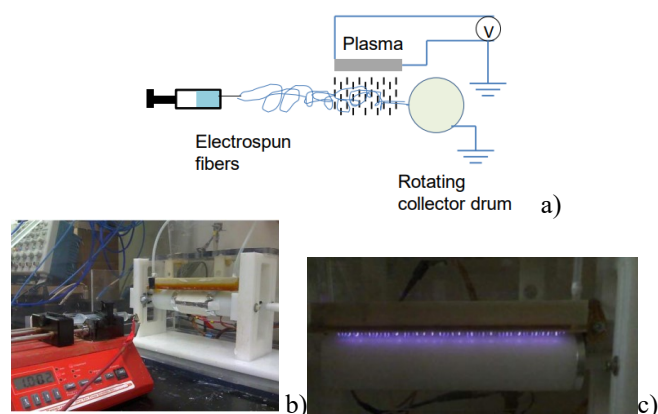 V
Plasma
Electrospun
fibers
Rotating
collector drum
a)
b)
c)